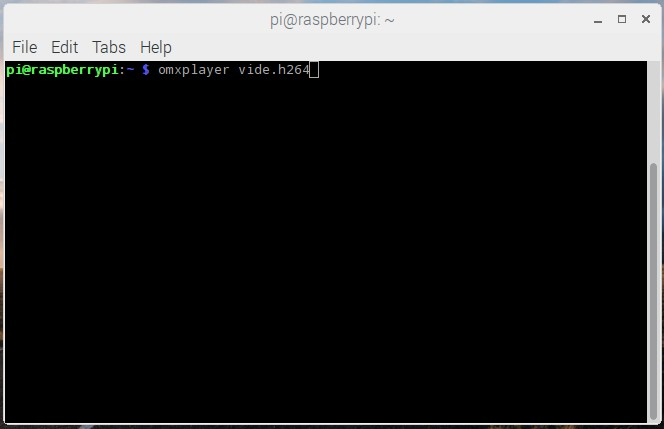 pi@raspberrypi: ~
File Edit Tabs Help
pi@raspberrypi:~ $ omxplayer vide.h264